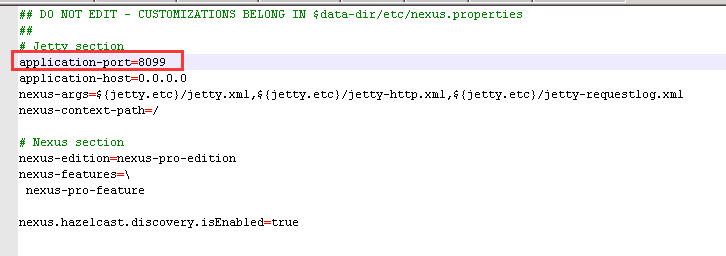 ## DO NOT EDIT - CUSTOMIZATIONS BELONG IN $data-dir/etc/nexus.properties
##
# Jetty section
application-port=8099
application-host=0.0.0.0
nexus-args=${jetty.etc}/jetty.xml,${jetty.etc}/jetty-http.xml,${jetty.etc}/jetty-requestlog.xml
nexus-context-path=/
# Nexus section
nexus-edition=nexus-pro-edition
nexus-features=\
nexus-pro-feature
nexus.hazelcast.discovery.isEnabled=true